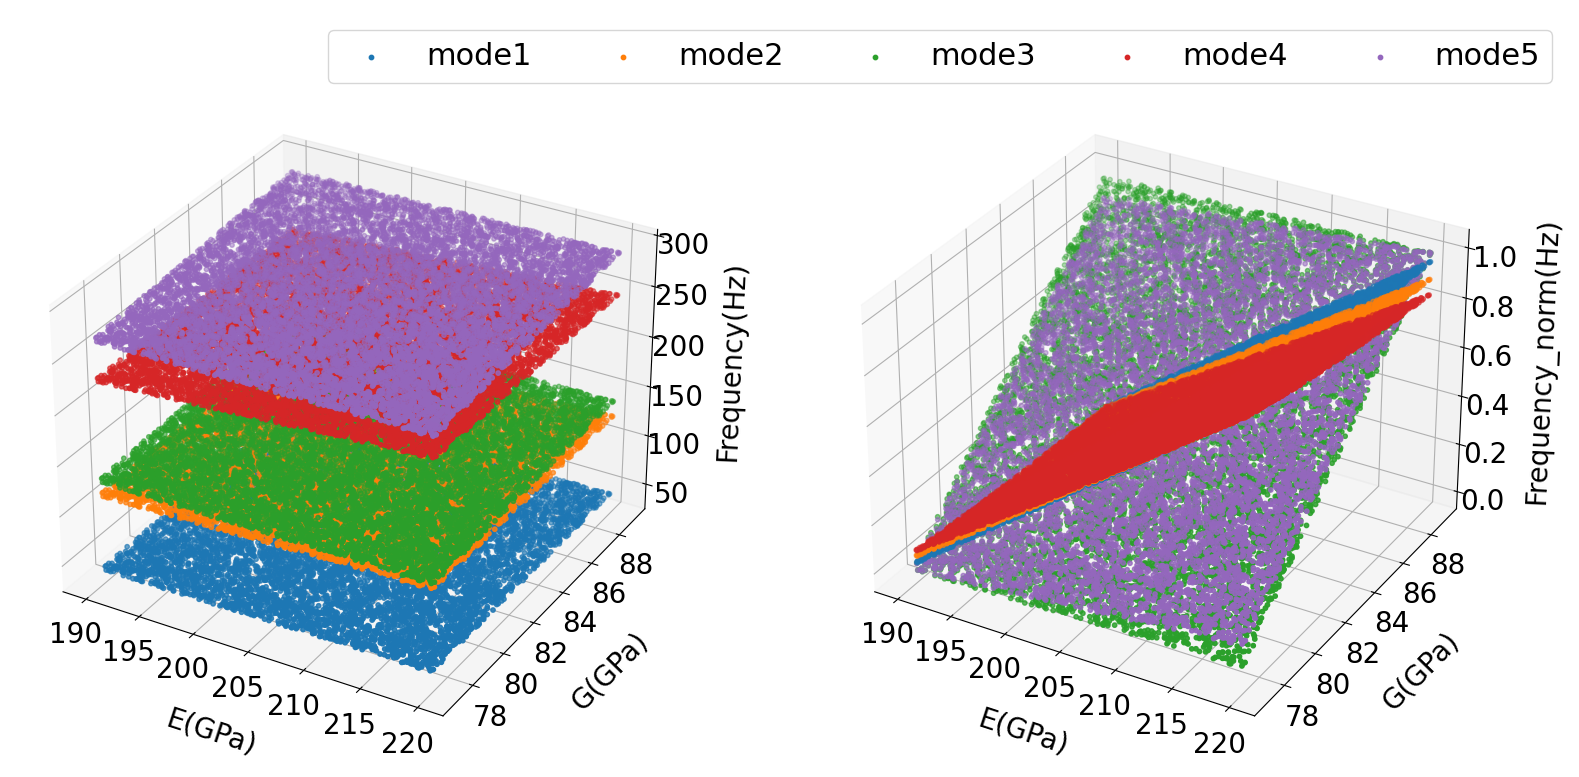 mode1 mode2 mode3 mode4 mode5
300
250
200
150
100
50
Frequency(Hz)
190 195 200 205 210 215 220
E(GPa)
78 80 82 84 86 88
G(GPa)
1.0
0.8
0.6
0.4
0.2
0.0
Frequency_norm(Hz)
190 195 200 205 210 215 220
E(GPa)
78 80 82 84 86 88
G(GPa)